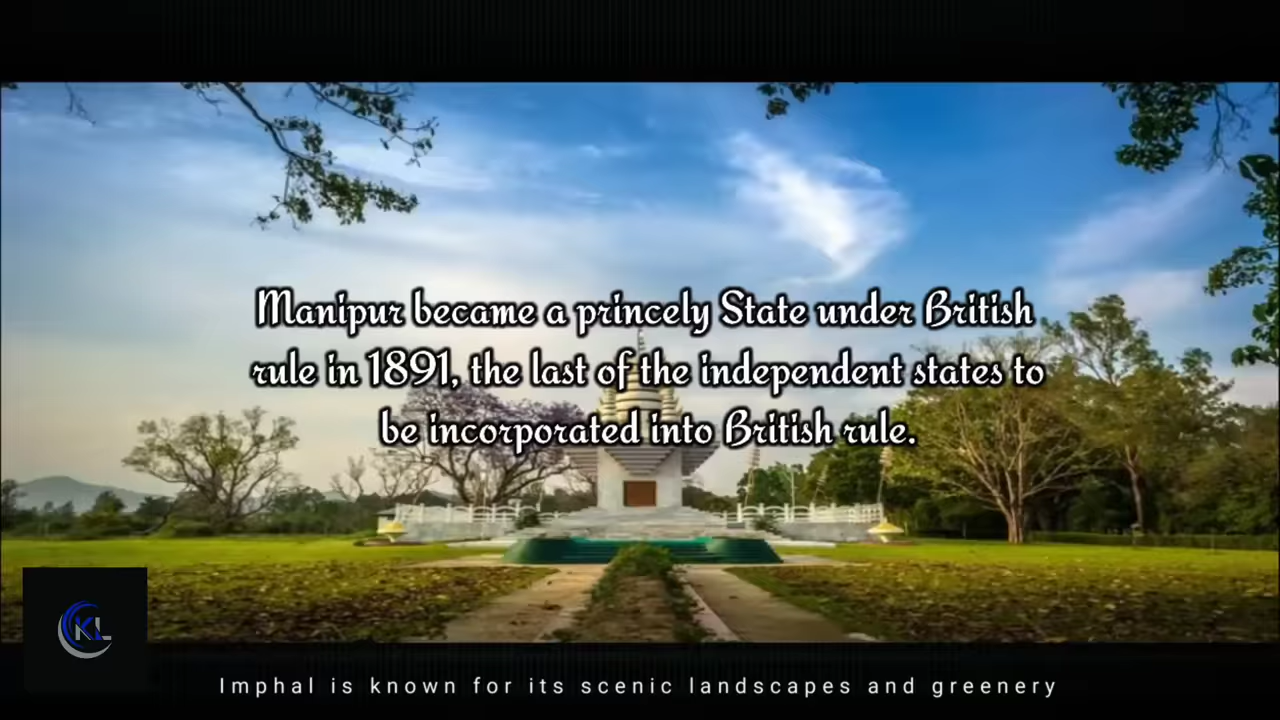 Manipur became a princely State under British
rule in 1891, the last of the independent states to
be incorporated into British rule.
KL
Imphal is known for its scenic landscapes and greenery